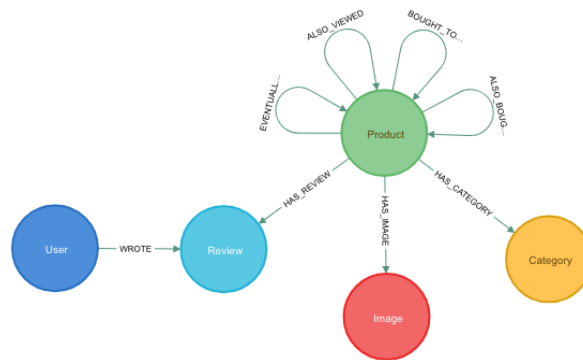 ALSO_VIEWED
BOUGHT_TO...
EVENTUALL...
ALSO_BOUG...
Product
HAS_REVIEW
HAS_IMAGE
HAS_CATEGORY
User
WROTE
Review
Category
Image